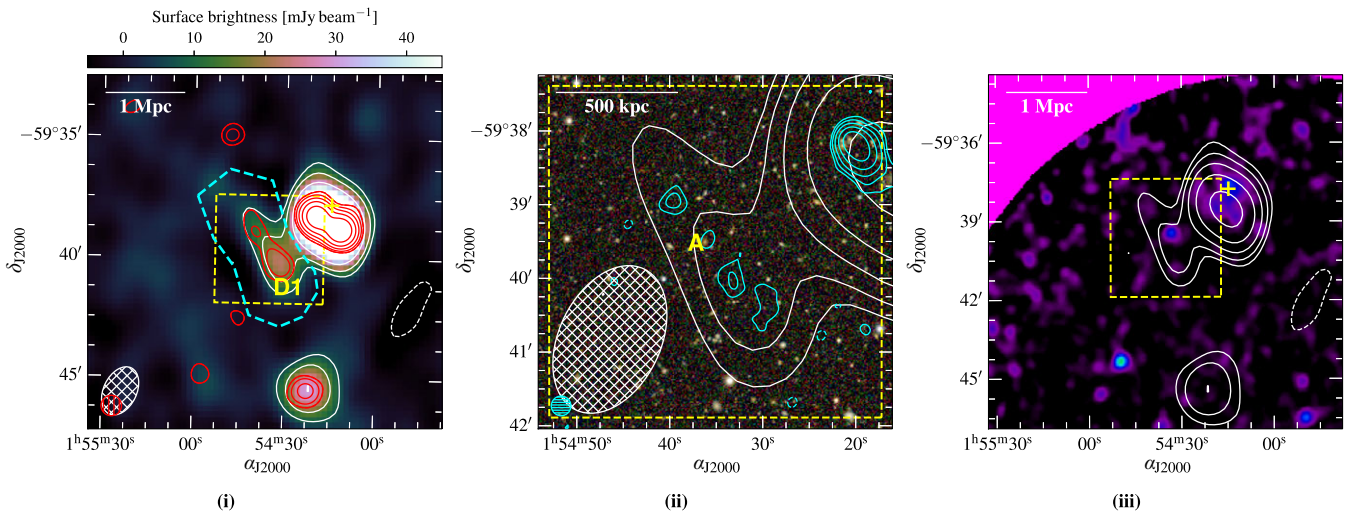 Surface brightness [mJy beam⁻¹]
0 10 20 30 40
1 Mpc
−59°35′
40′
45′
δJ2000
D1
1ʰ55ᵐ30ˢ 00ˢ 54ᵐ30ˢ 00ˢ
αJ2000
(i)
500 kpc
−59°38′
39′
40′
41′
42′
δJ2000
A
1ʰ54ᵐ50ˢ 40ˢ 30ˢ 20ˢ
αJ2000
(ii)
1 Mpc
−59°36′
39′
42′
45′
δJ2000
1ʰ55ᵐ30ˢ 00ˢ 54ᵐ30ˢ 00ˢ
αJ2000
(iii)